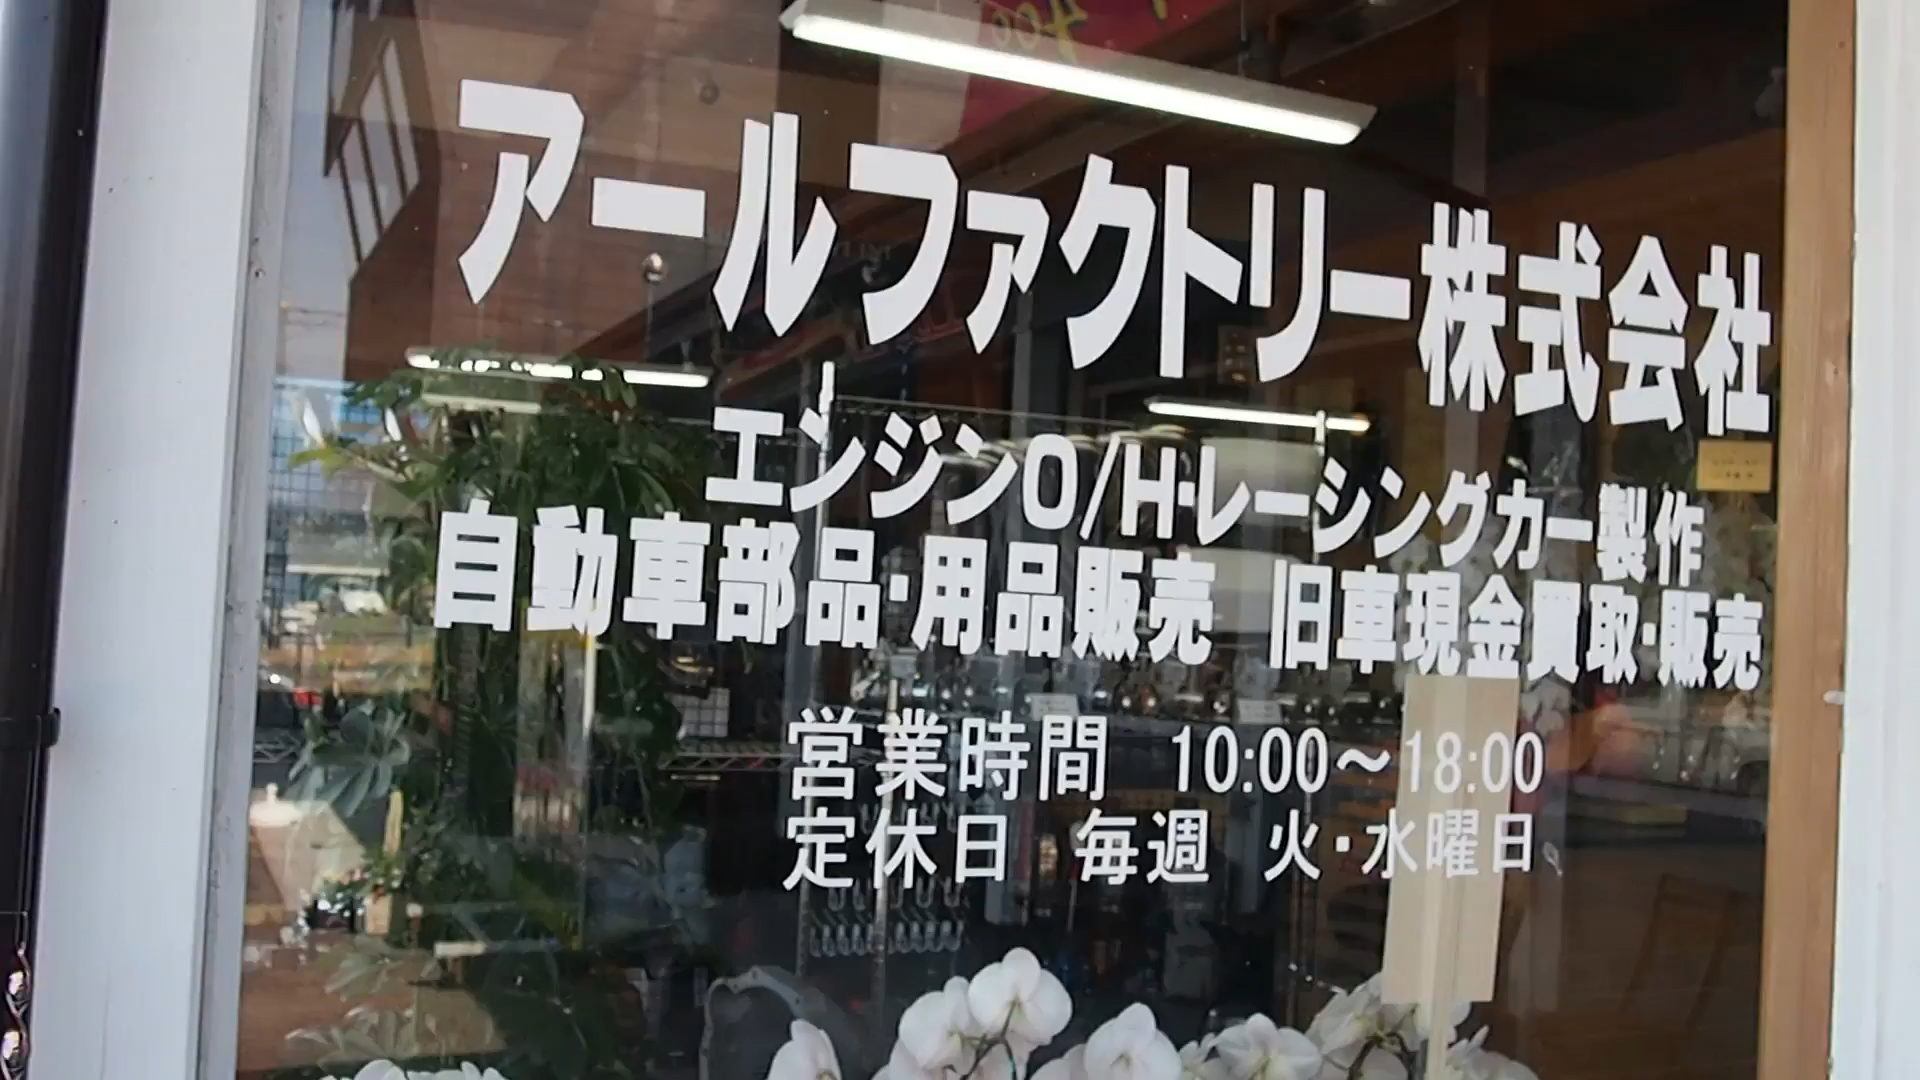 アールファクトリー株式会社
エンジンO/H・レーシングカー製作
自動車部品・用品販売 旧車現金買取・販売
営業時間 10:00～18:00
定休日 毎週 火・水曜日